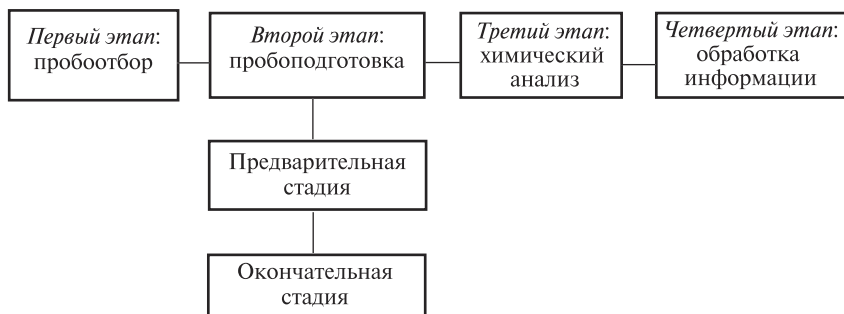 Первый этап:
пробоотбор
Второй этап:
пробоподготовка
Третий этап:
химический
анализ
Четвертый этап:
обработка
информации
Предварительная
стадия
Окончательная
стадия